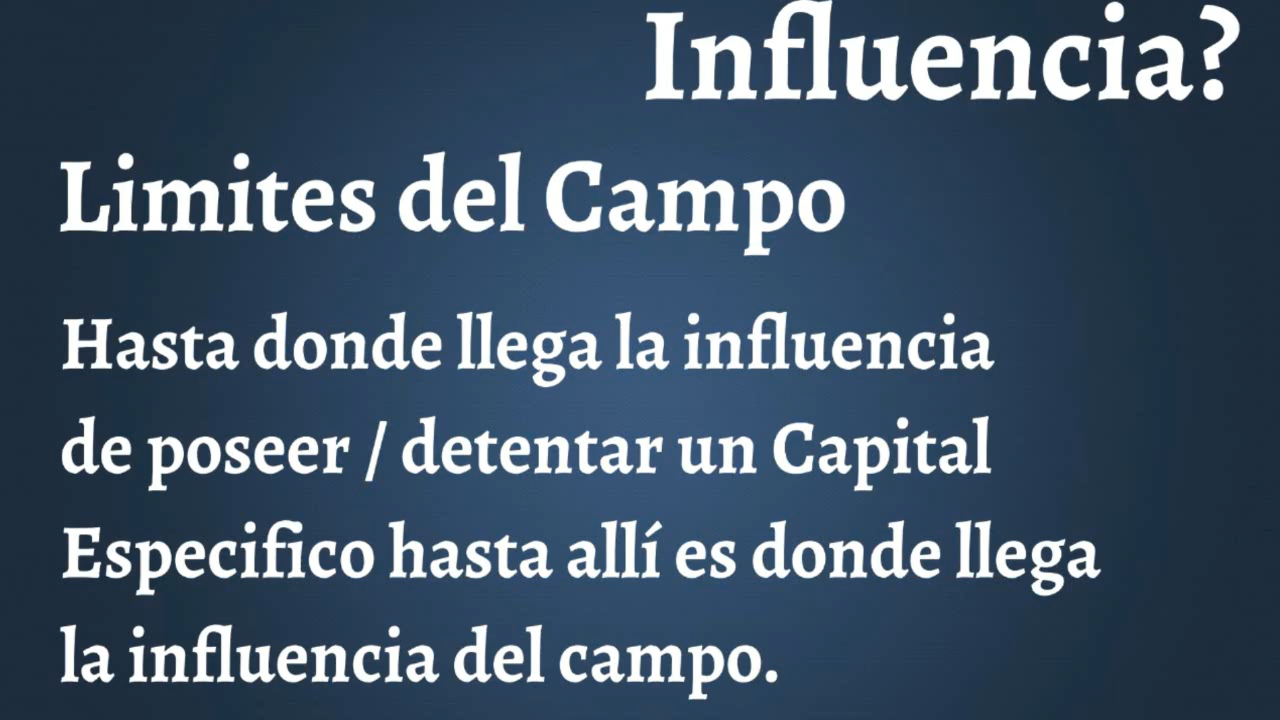 Influencia?
Limites del Campo
Hasta donde llega la influencia
de poseer / detentar un Capital
Especifico hasta allí es donde llega
la influencia del campo.